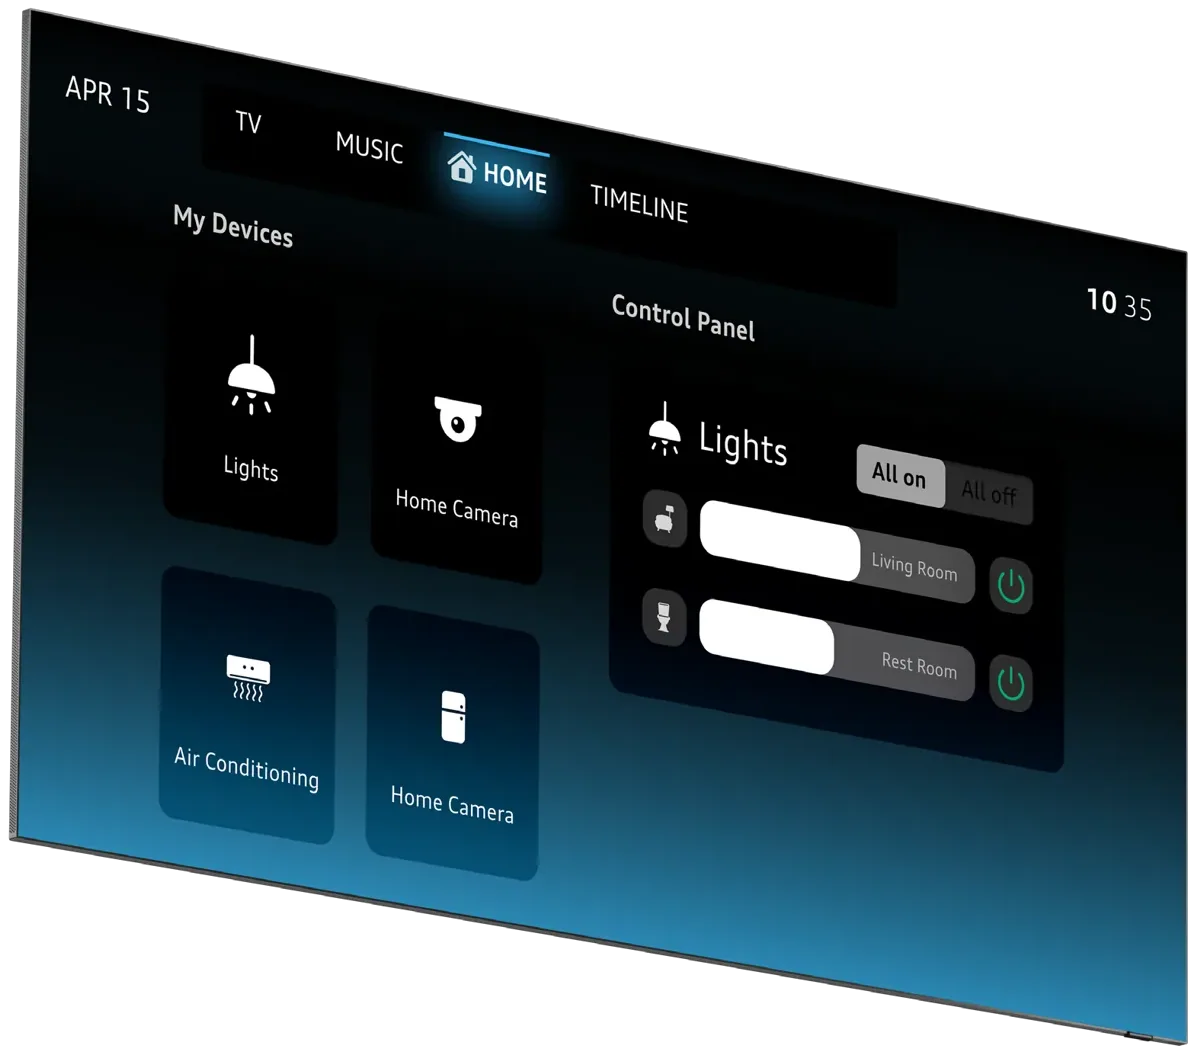 APR 15
TV
MUSIC
HOME
TIMELINE
10 35
My Devices
Lights
Home Camera
Air Conditioning
Home Camera
Control Panel
Lights
All on
All off
Living Room
Rest Room